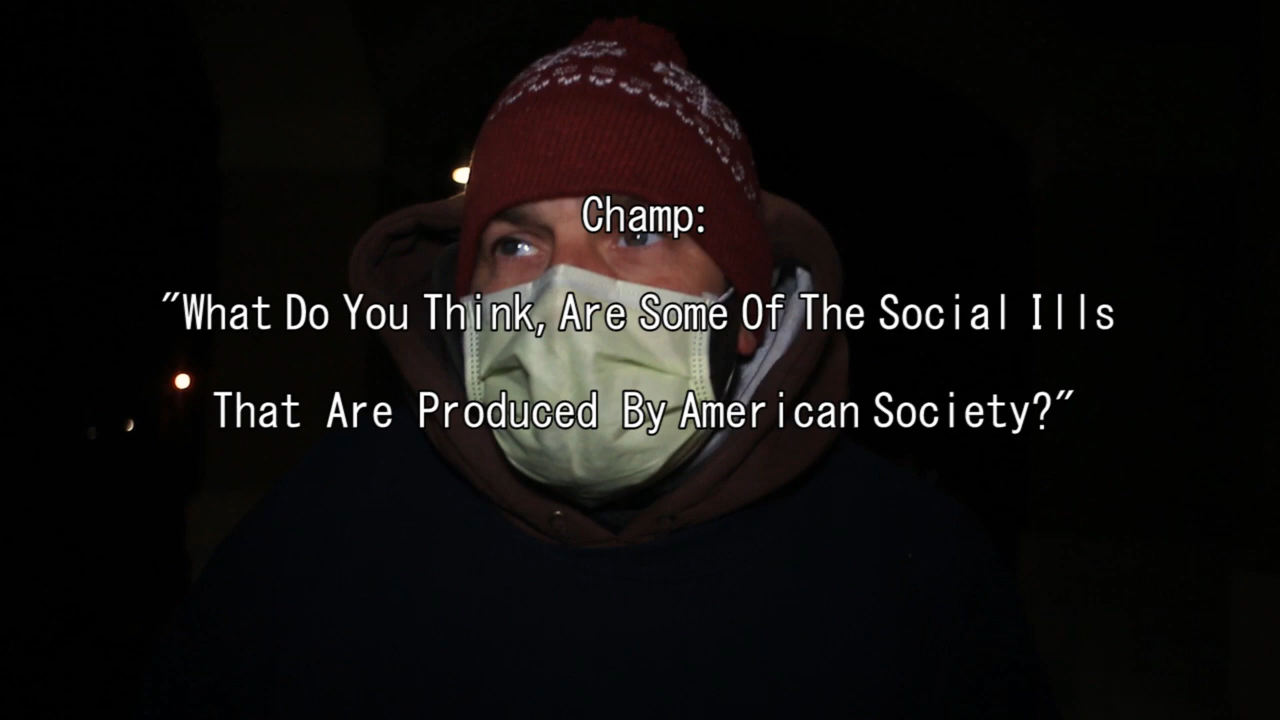 Champ:
"What Do You Think, Are Some Of The Social Ills
That Are Produced By American Society?"